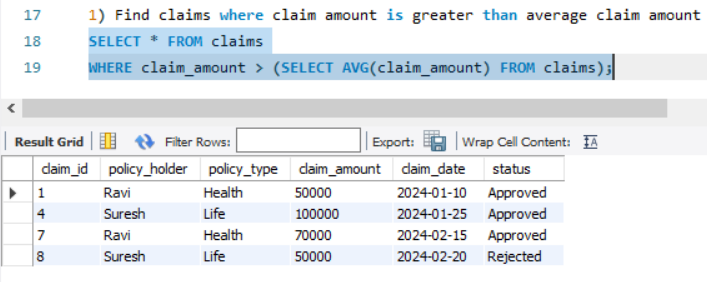 17 1) Find claims where claim amount is greater than average claim amount
18 SELECT * FROM claims
19 WHERE claim_amount > (SELECT AVG(claim_amount) FROM claims);
Result Grid Filter Rows: Export: Wrap Cell Content: IA
claim_id policy_holder policy_type claim_amount claim_date status
1 Ravi Health 50000 2024-01-10 Approved
4 Suresh Life 100000 2024-01-25 Approved
7 Ravi Health 70000 2024-02-15 Approved
8 Suresh Life 50000 2024-02-20 Rejected